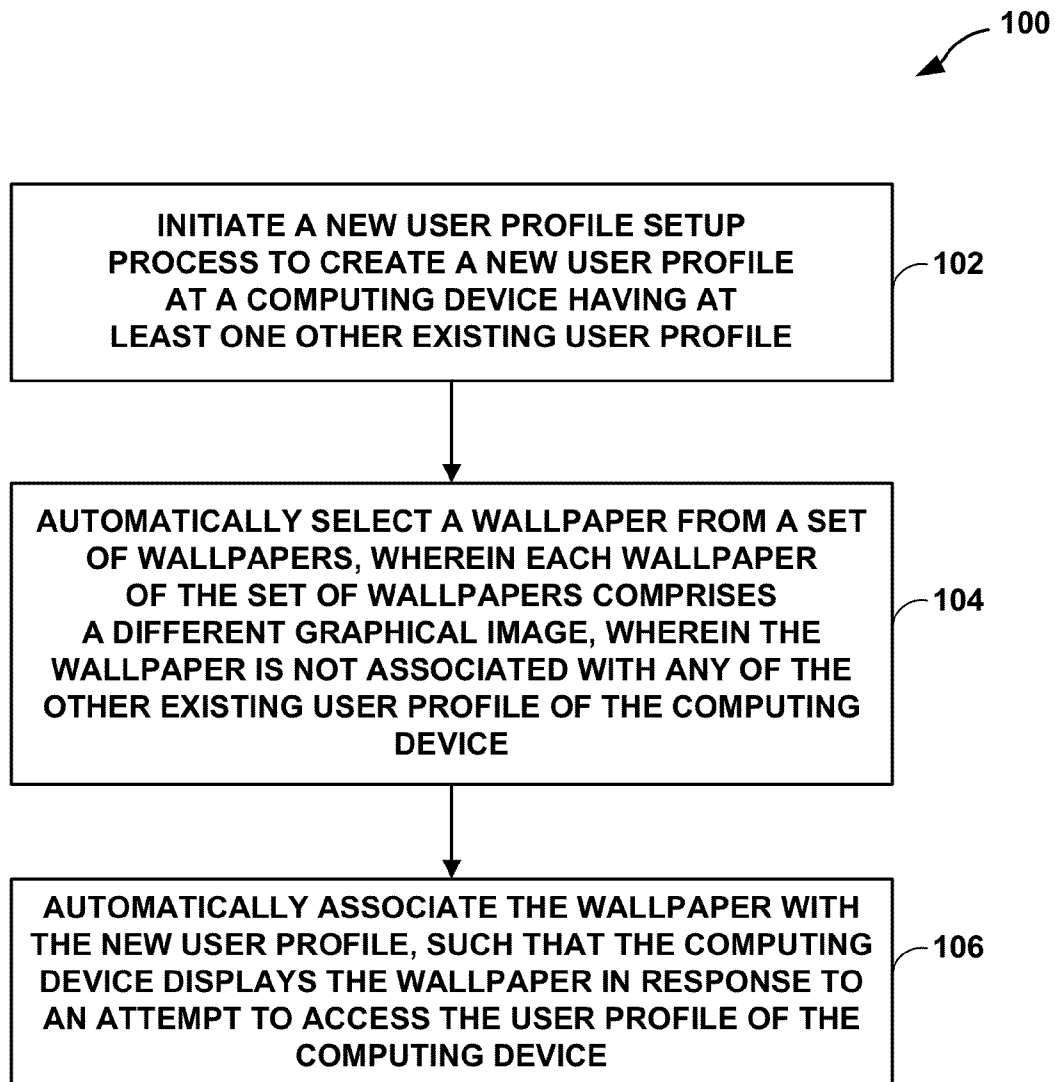 100
INITIATE A NEW USER PROFILE SETUP
PROCESS TO CREATE A NEW USER PROFILE
AT A COMPUTING DEVICE HAVING AT
LEAST ONE OTHER EXISTING USER PROFILE
102
AUTOMATICALLY SELECT A WALLPAPER FROM A SET
OF WALLPAPERS, WHEREIN EACH WALLPAPER
OF THE SET OF WALLPAPERS COMPRISES
A DIFFERENT GRAPHICAL IMAGE, WHEREIN THE
WALLPAPER IS NOT ASSOCIATED WITH ANY OF THE
OTHER EXISTING USER PROFILE OF THE COMPUTING
DEVICE
104
AUTOMATICALLY ASSOCIATE THE WALLPAPER WITH
THE NEW USER PROFILE, SUCH THAT THE COMPUTING
DEVICE DISPLAYS THE WALLPAPER IN RESPONSE TO
AN ATTEMPT TO ACCESS THE USER PROFILE OF THE
COMPUTING DEVICE
106